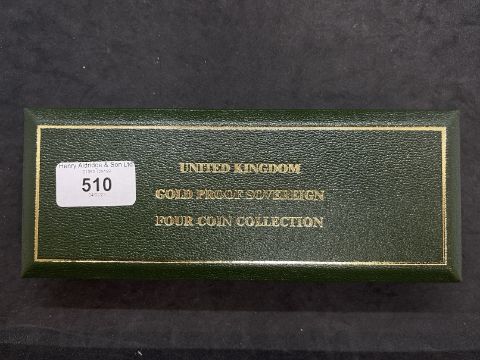 Henry Aldridge & Son Ltd
510
UNITED KINGDOM
GOLD PROOF SOVEREIGN
FOUR COIN COLLECTION